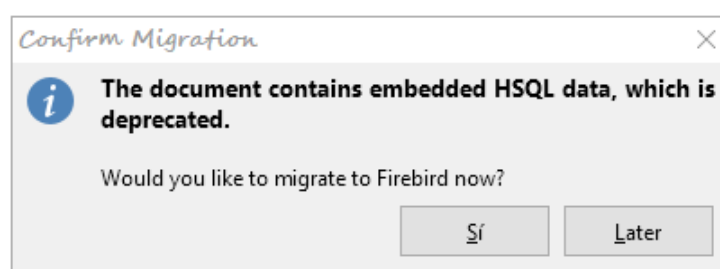 Confirm Migration
The document contains embedded HSQL data, which is
deprecated.
Would you like to migrate to Firebird now?
Sí
Later